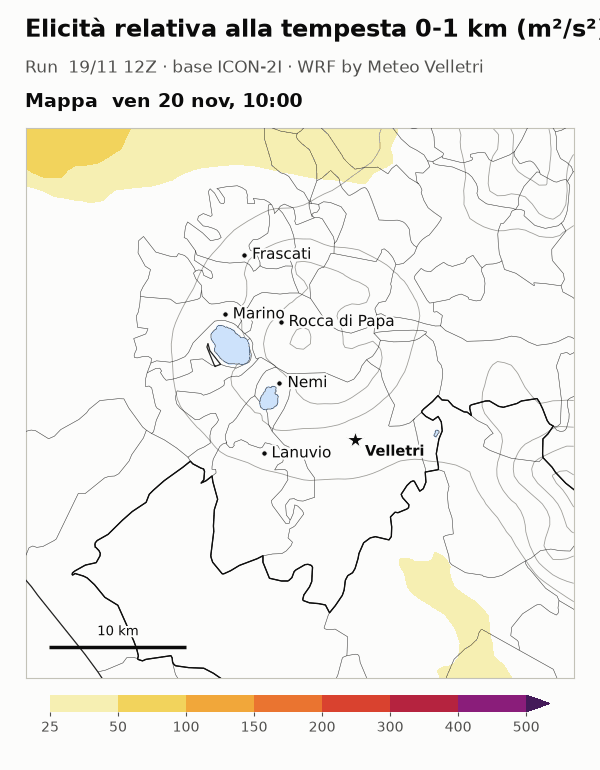 Elicità relativa alla tempesta 0-1 km (m²/s²)
Run 19/11 12Z · base ICON-2I · WRF by Meteo Velletri
Mappa ven 20 nov, 10:00
Frascati
Marino
Rocca di Papa
Nemi
Velletri
Lanuvio
10 km
25 50 100 150 200 300 400 500